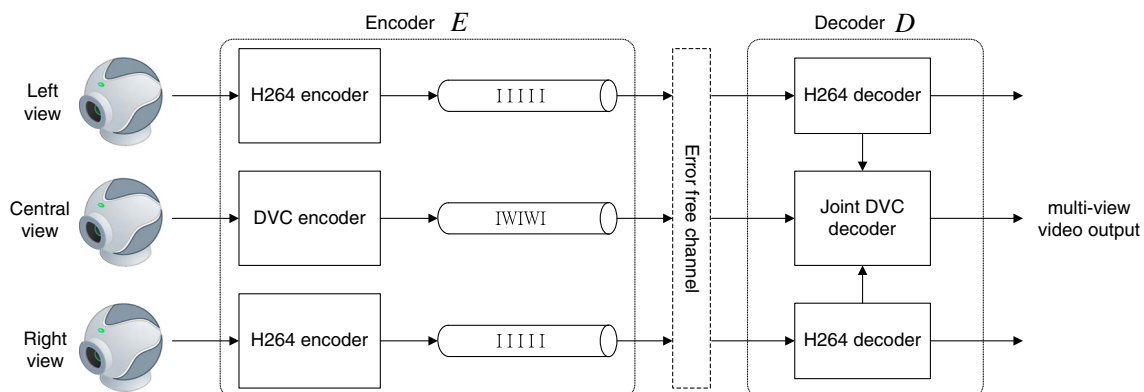 Encoder E
Decoder D
Left
view
H264 encoder
I I I I I
H264 decoder
Central
view
DVC encoder
IWIWI
Error free channel
Joint DVC
decoder
multi-view
video output
Right
view
H264 encoder
I I I I I
H264 decoder